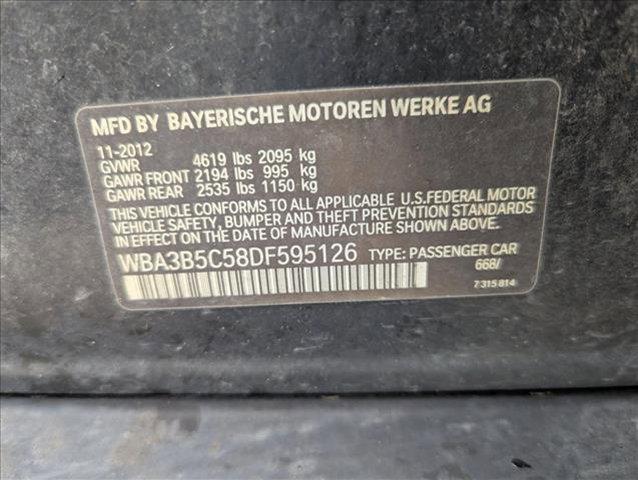 MFD BY BAYERISCHE MOTOREN WERKE AG
11-2012
GVWR 4619 lbs 2095 kg
GAWR FRONT 2194 lbs 995 kg
GAWR REAR 2535 lbs 1150 kg
THIS VEHICLE CONFORMS TO ALL APPLICABLE U.S.FEDERAL MOTOR
VEHICLE SAFETY, BUMPER AND THEFT PREVENTION STANDARDS
IN EFFECT ON THE DATE OF MANUFACTURE SHOWN ABOVE.
WBA3B5C58DF595126 TYPE: PASSENGER CAR
668/
7 315 814